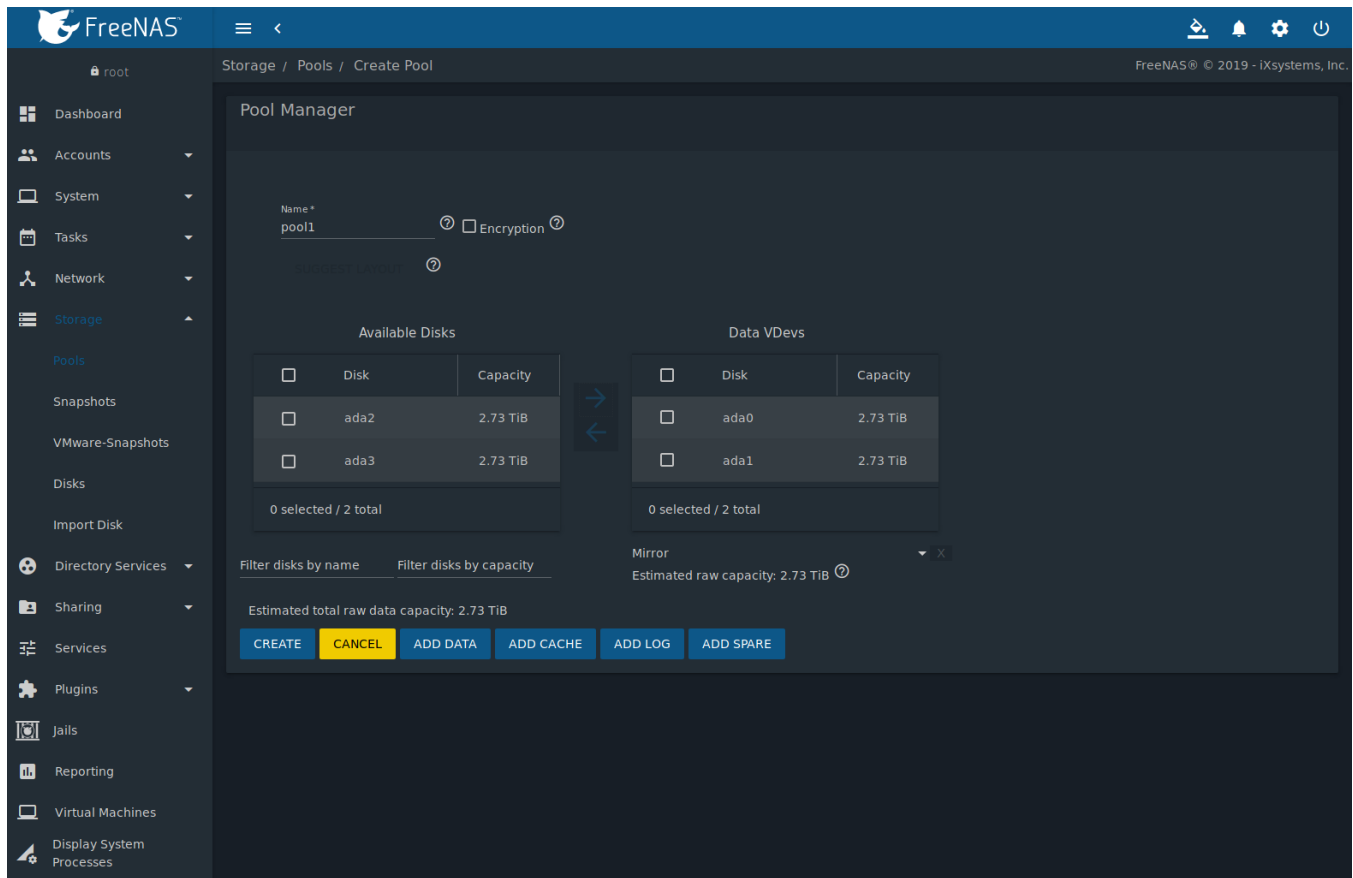 FreeNAS™
root
Storage / Pools / Create Pool
FreeNAS® © 2019 - iXsystems, Inc.
Dashboard
Accounts
System
Tasks
Network
Storage
Pools
Snapshots
VMware-Snapshots
Disks
Import Disk
Directory Services
Sharing
Services
Plugins
Jails
Reporting
Virtual Machines
Display System
Processes
Pool Manager
Name *
pool1
Encryption
SUGGEST LAYOUT
Available Disks
Disk Capacity
ada2 2.73 TiB
ada3 2.73 TiB
0 selected / 2 total
Filter disks by name Filter disks by capacity
Data VDevs
Disk Capacity
ada0 2.73 TiB
ada1 2.73 TiB
0 selected / 2 total
Mirror X
Estimated raw capacity: 2.73 TiB
Estimated total raw data capacity: 2.73 TiB
CREATE CANCEL ADD DATA ADD CACHE ADD LOG ADD SPARE